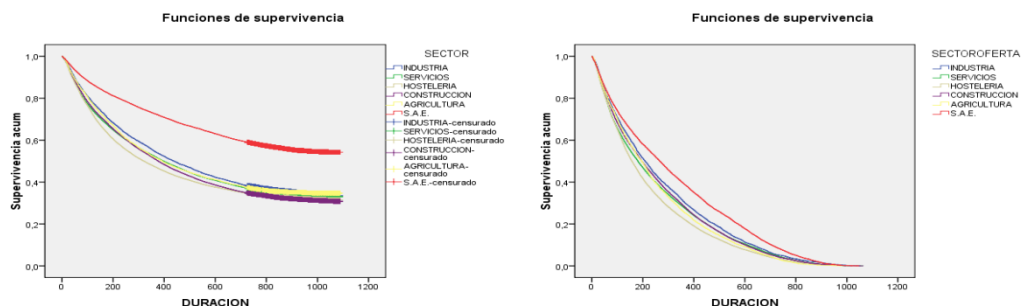 Funciones de supervivencia
Supervivencia acum
1,0
0,8
0,6
0,4
0,2
0,0
0
200
400
600
800
1000
1200
DURACION
SECTOR
INDUSTRIA
SERVICIOS
HOSTELERIA
CONSTRUCCION
AGRICULTURA
S.A.E.
INDUSTRIA-censurado
SERVICIOS-censurado
HOSTELERIA-censurado
CONSTRUCCION-
censurado
AGRICULTURA-
censurado
S.A.E.-censurado
Funciones de supervivencia
Supervivencia acum
1,0
0,8
0,6
0,4
0,2
0,0
0
200
400
600
800
1000
1200
DURACION
SECTOROFERTA
INDUSTRIA
SERVICIOS
HOSTELERIA
CONSTRUCCION
AGRICULTURA
S.A.E.